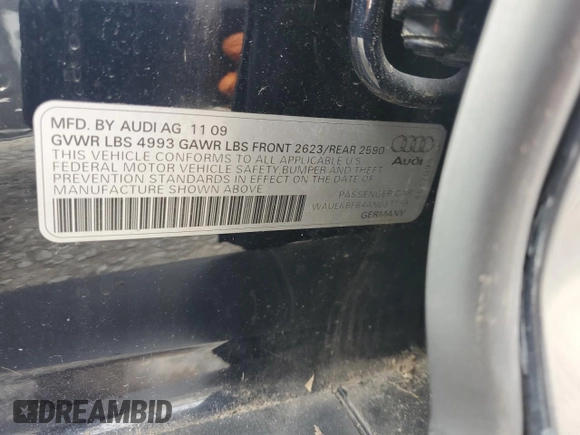 MFD. BY AUDI AG 11 09
GVWR LBS 4993 GAWR LBS FRONT 2623/REAR 2590
THIS VEHICLE CONFORMS TO ALL APPLICABLE U.S.
FEDERAL MOTOR VEHICLE SAFETY BUMPER AND THEFT
PREVENTION STANDARDS IN EFFECT ON THE DATE OF
MANUFACTURE SHOWN ABOVE
Audi
PASSENGER CAR
GERMANY
DREAMBID